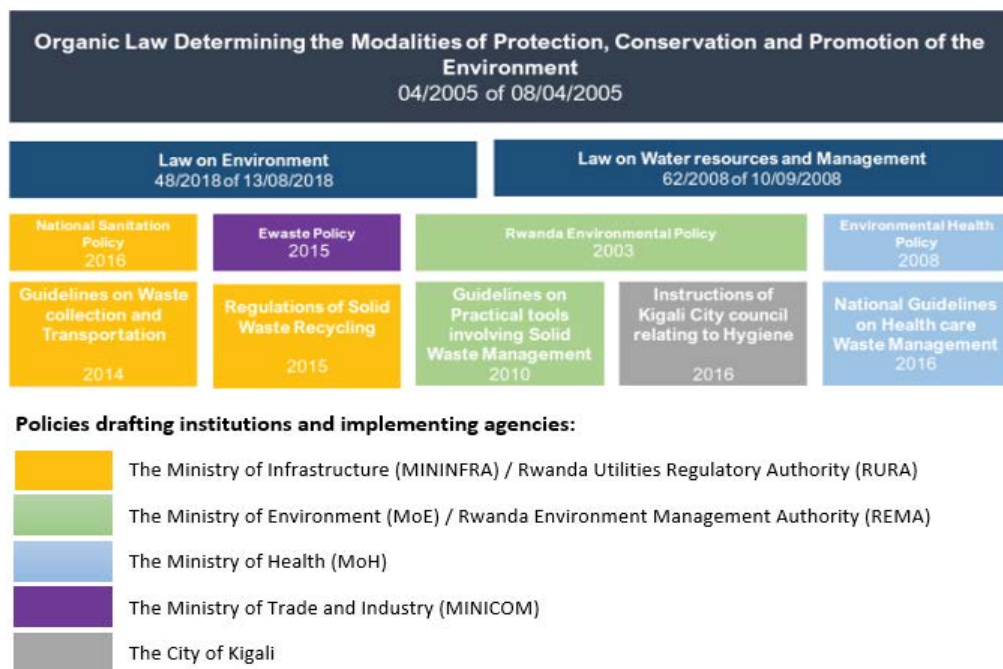 Organic Law Determining the Modalities of Protection, Conservation and Promotion of the
Environment
04/2005 of 08/04/2005
Law on Environment
48/2018 of 13/08/2018
Law on Water resources and Management
62/2008 of 10/09/2008
National Sanitation
Policy
2016
Ewaste Policy
2015
Rwanda Environmental Policy
2003
Environmental Health
Policy
2008
Guidelines on Waste
collection and
Transportation
2014
Regulations of Solid
Waste Recycling
2015
Guidelines on
Practical tools
involving Solid
Waste Management
2010
Instructions of
Kigali City council
relating to Hygiene
2016
National Guidelines
on Health care
Waste Management
2016
Policies drafting institutions and implementing agencies:
The Ministry of Infrastructure (MININFRA) / Rwanda Utilities Regulatory Authority (RURA)
The Ministry of Environment (MoE) / Rwanda Environment Management Authority (REMA)
The Ministry of Health (MoH)
The Ministry of Trade and Industry (MINICOM)
The City of Kigali